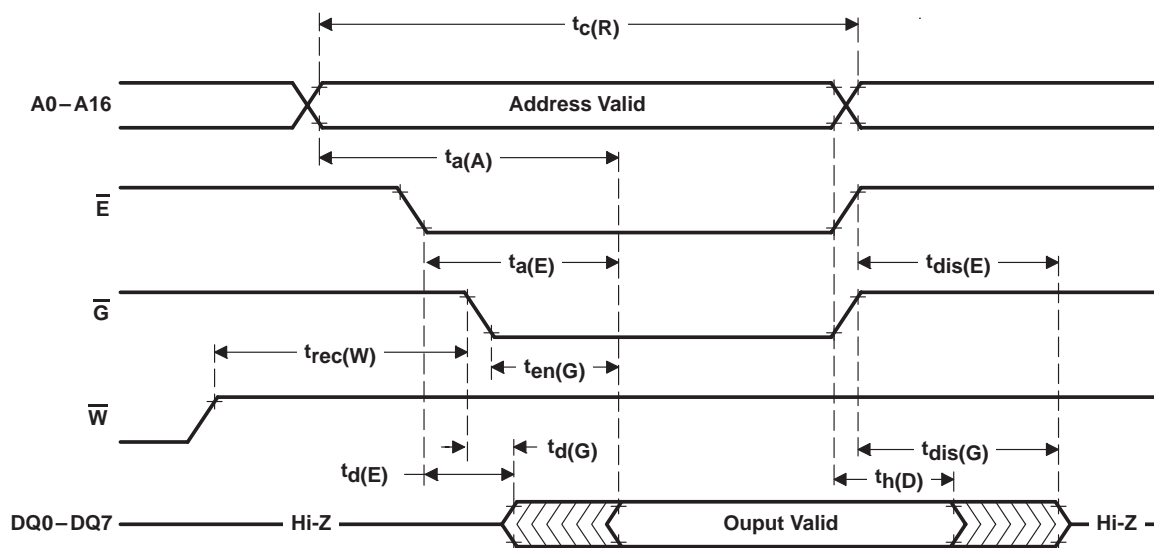 tc(R)
A0–A16
Address Valid
ta(A)
E
ta(E)
tdis(E)
G
trec(W)
ten(G)
W
td(G)
tdis(G)
td(E)
th(D)
DQ0–DQ7
Hi-Z
Ouput Valid
Hi-Z